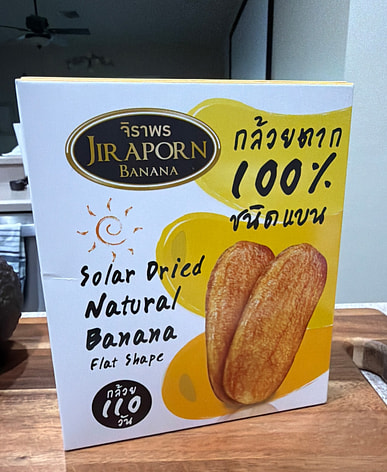 จิราพร
JIRAPORN
BANANA
กล้วยตาก
100%
ชนิดแบน
Solar Dried
Natural
Banana
Flat Shape
กล้วย
110
วัน